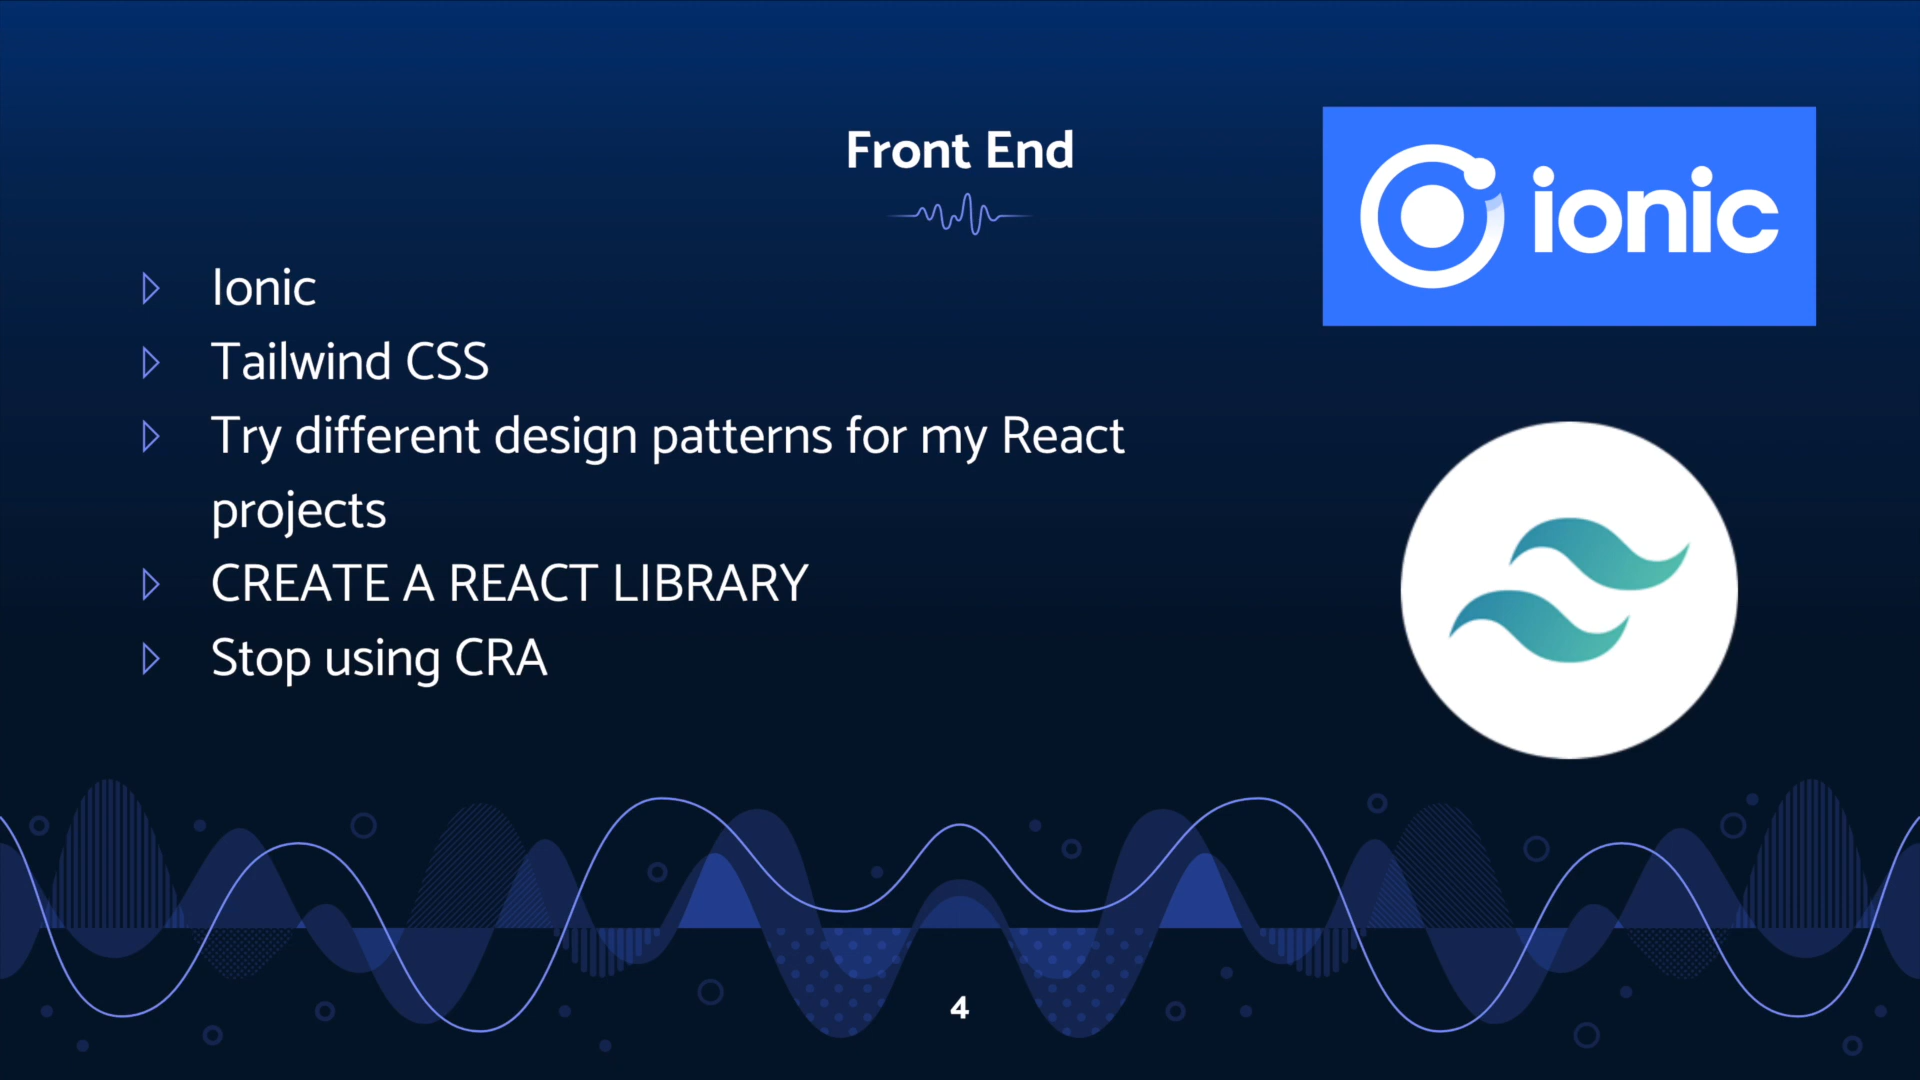 Front End
ionic
Ionic
Tailwind CSS
Try different design patterns for my React
projects
CREATE A REACT LIBRARY
Stop using CRA
4